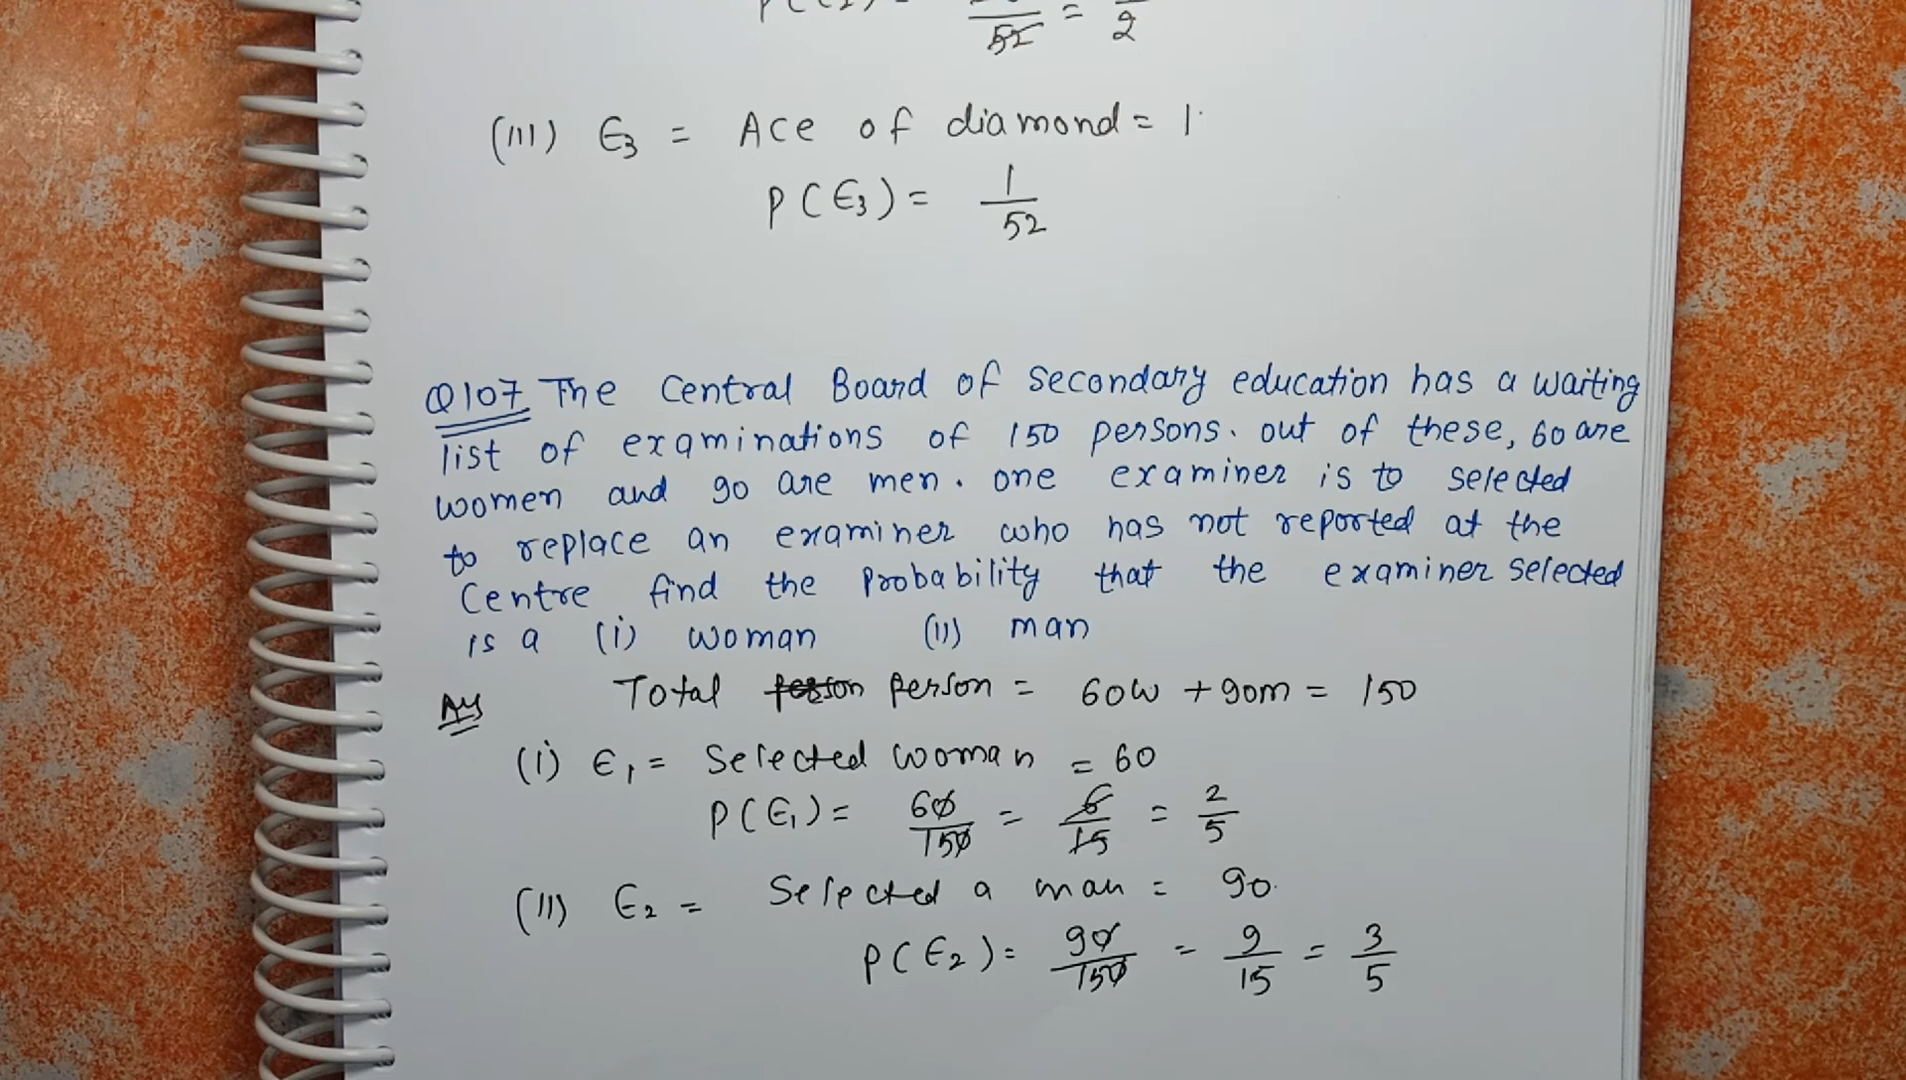 52 = 2
(III) E3 = Ace of diamond = 1.
P(E3) = 1/52
Q107 The Central Board of secondary education has a waiting
list of examinations of 150 persons. out of these, 60 are
women and 90 are men. one examiner is to selected
to replace an examiner who has not reported at the
Centre find the Probability that the examiner selected
is a (i) woman (II) man
Ans Total person person = 60W + 90m = 150
(I) E1 = Selected woman = 60
P(E1) = 60/150 = 6/15 = 2/5
(II) E2 = Selected a man = 90.
P(E2) = 90/150 = 9/15 = 3/5